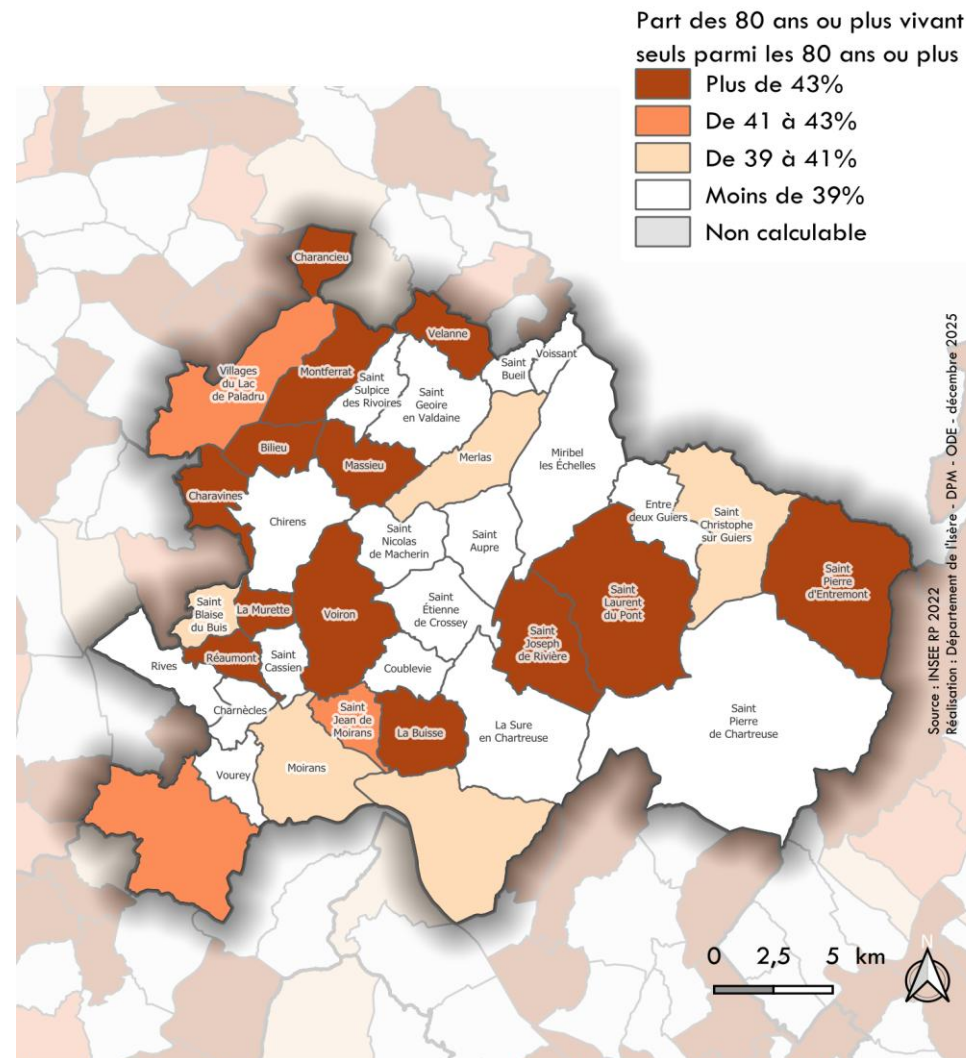 Part des 80 ans ou plus vivant
seuls parmi les 80 ans ou plus
Plus de 43%
De 41 à 43%
De 39 à 41%
Moins de 39%
Non calculable
Charancieu
Velanne
Villages
du Lac
de Paladru
Montferrat
Saint
Sulpice
des Rivoires
Saint
Geoire
en Valdaine
Saint
Bueil
Voissant
Bilieu
Massieu
Merlas
Miribel
les Échelles
Charavines
Chirens
Saint
Nicolas
de Macherin
Saint
Aupre
Entre
deux Guiers
Saint
Christophe
sur Guiers
Saint
Pierre
d'Entremont
Saint
Blaise
du Buis
La Murette
Voiron
Saint
Étienne
de Crossey
Saint
Joseph
de Rivière
Saint
Laurent
du Pont
Rives
Réaumont
Saint
Cassien
Coublevie
Charnècles
Saint
Jean de
Moirans
La Buisse
La Sure
en Chartreuse
Saint
Pierre
de Chartreuse
Vourey
Moirans
Source : INSEE RP 2022
Réalisation : Département de l'Isère - DPM - ODE - décembre 2025
0 2,5 5 km
N